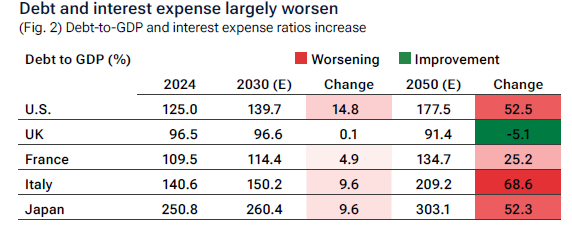 Debt and interest expense largely worsen
(Fig. 2) Debt-to-GDP and interest expense ratios increase
Debt to GDP (%) Worsening Improvement
2024 2030 (E) Change 2050 (E) Change
U.S. 125.0 139.7 14.8 177.5 52.5
UK 96.5 96.6 0.1 91.4 -5.1
France 109.5 114.4 4.9 134.7 25.2
Italy 140.6 150.2 9.6 209.2 68.6
Japan 250.8 260.4 9.6 303.1 52.3